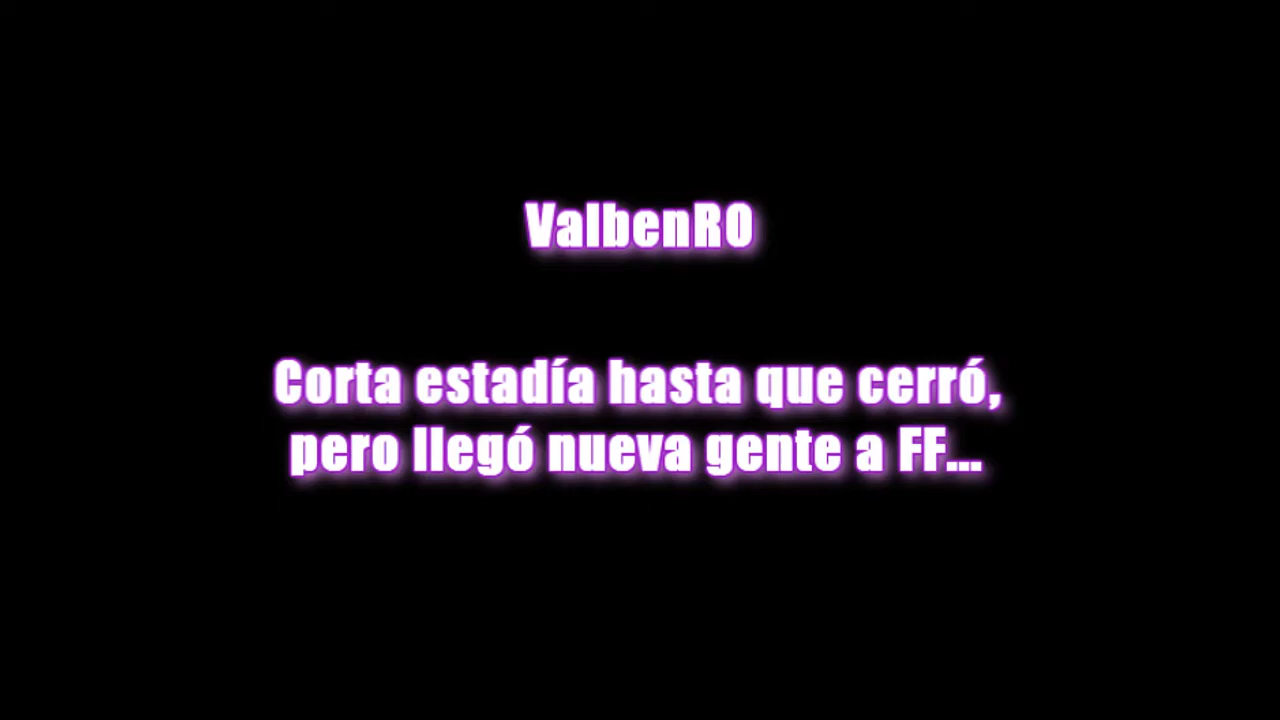 ValbenRO
Corta estadía hasta que cerró,
pero llegó nueva gente a FF...